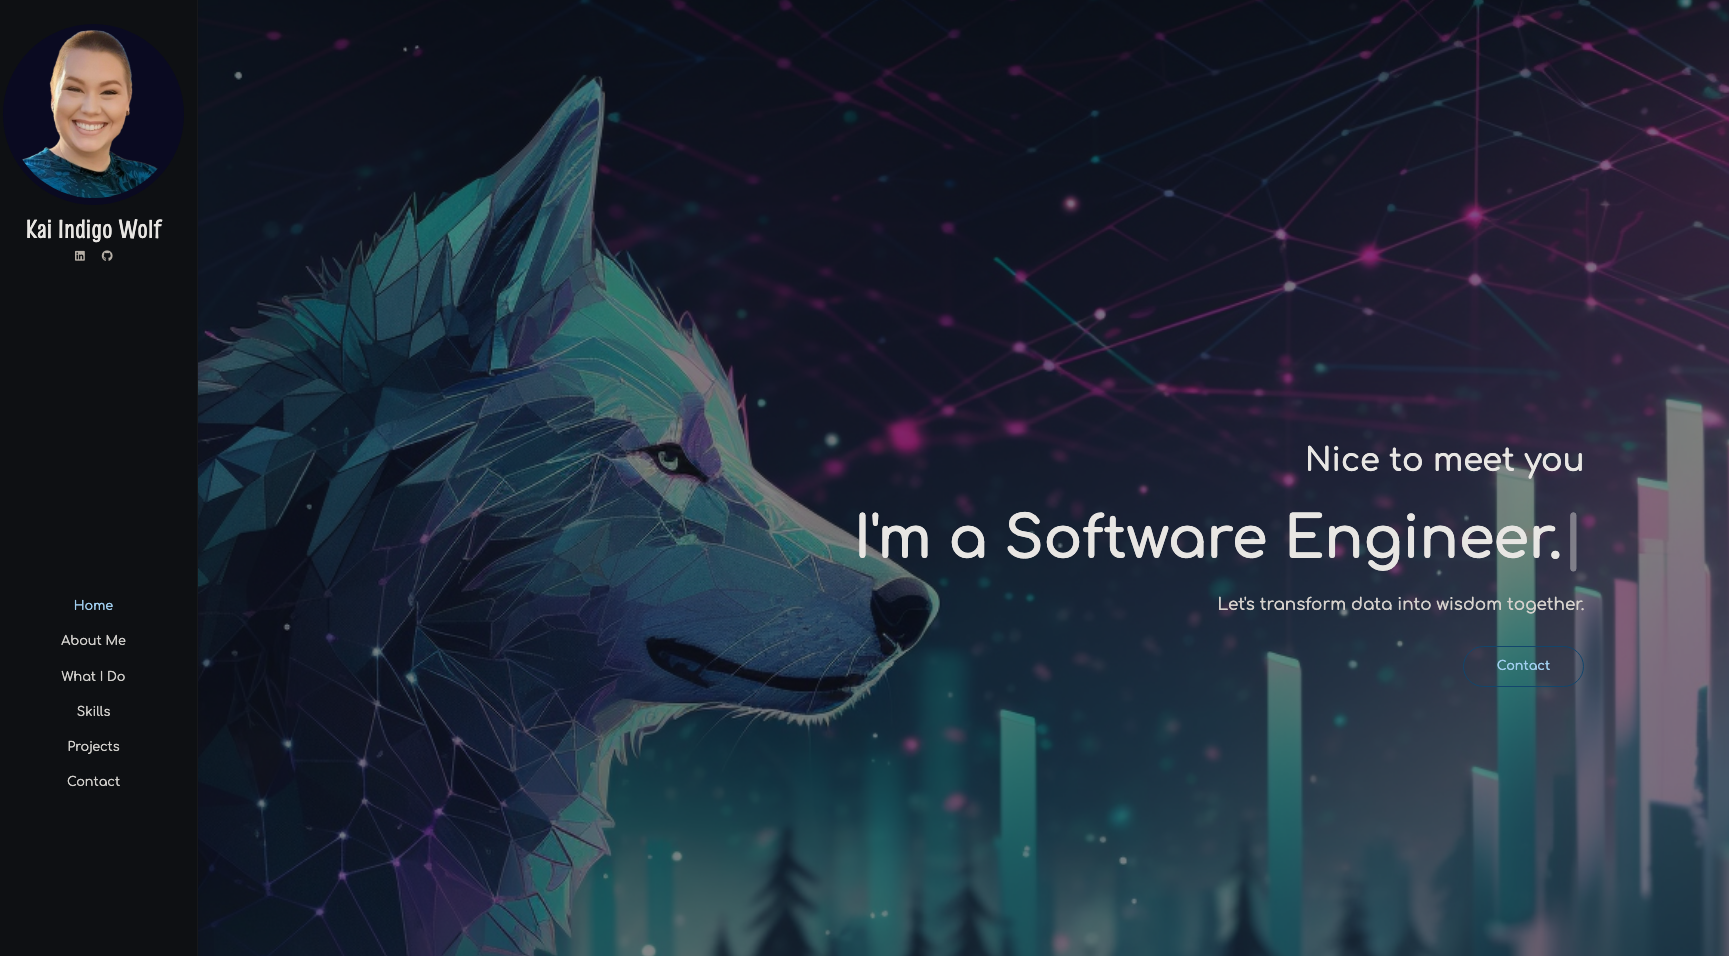 Kai Indigo Wolf
Home
About Me
What I Do
Skills
Projects
Contact
Nice to meet you
I'm a Software Engineer.
Let's transform data into wisdom together.
Contact